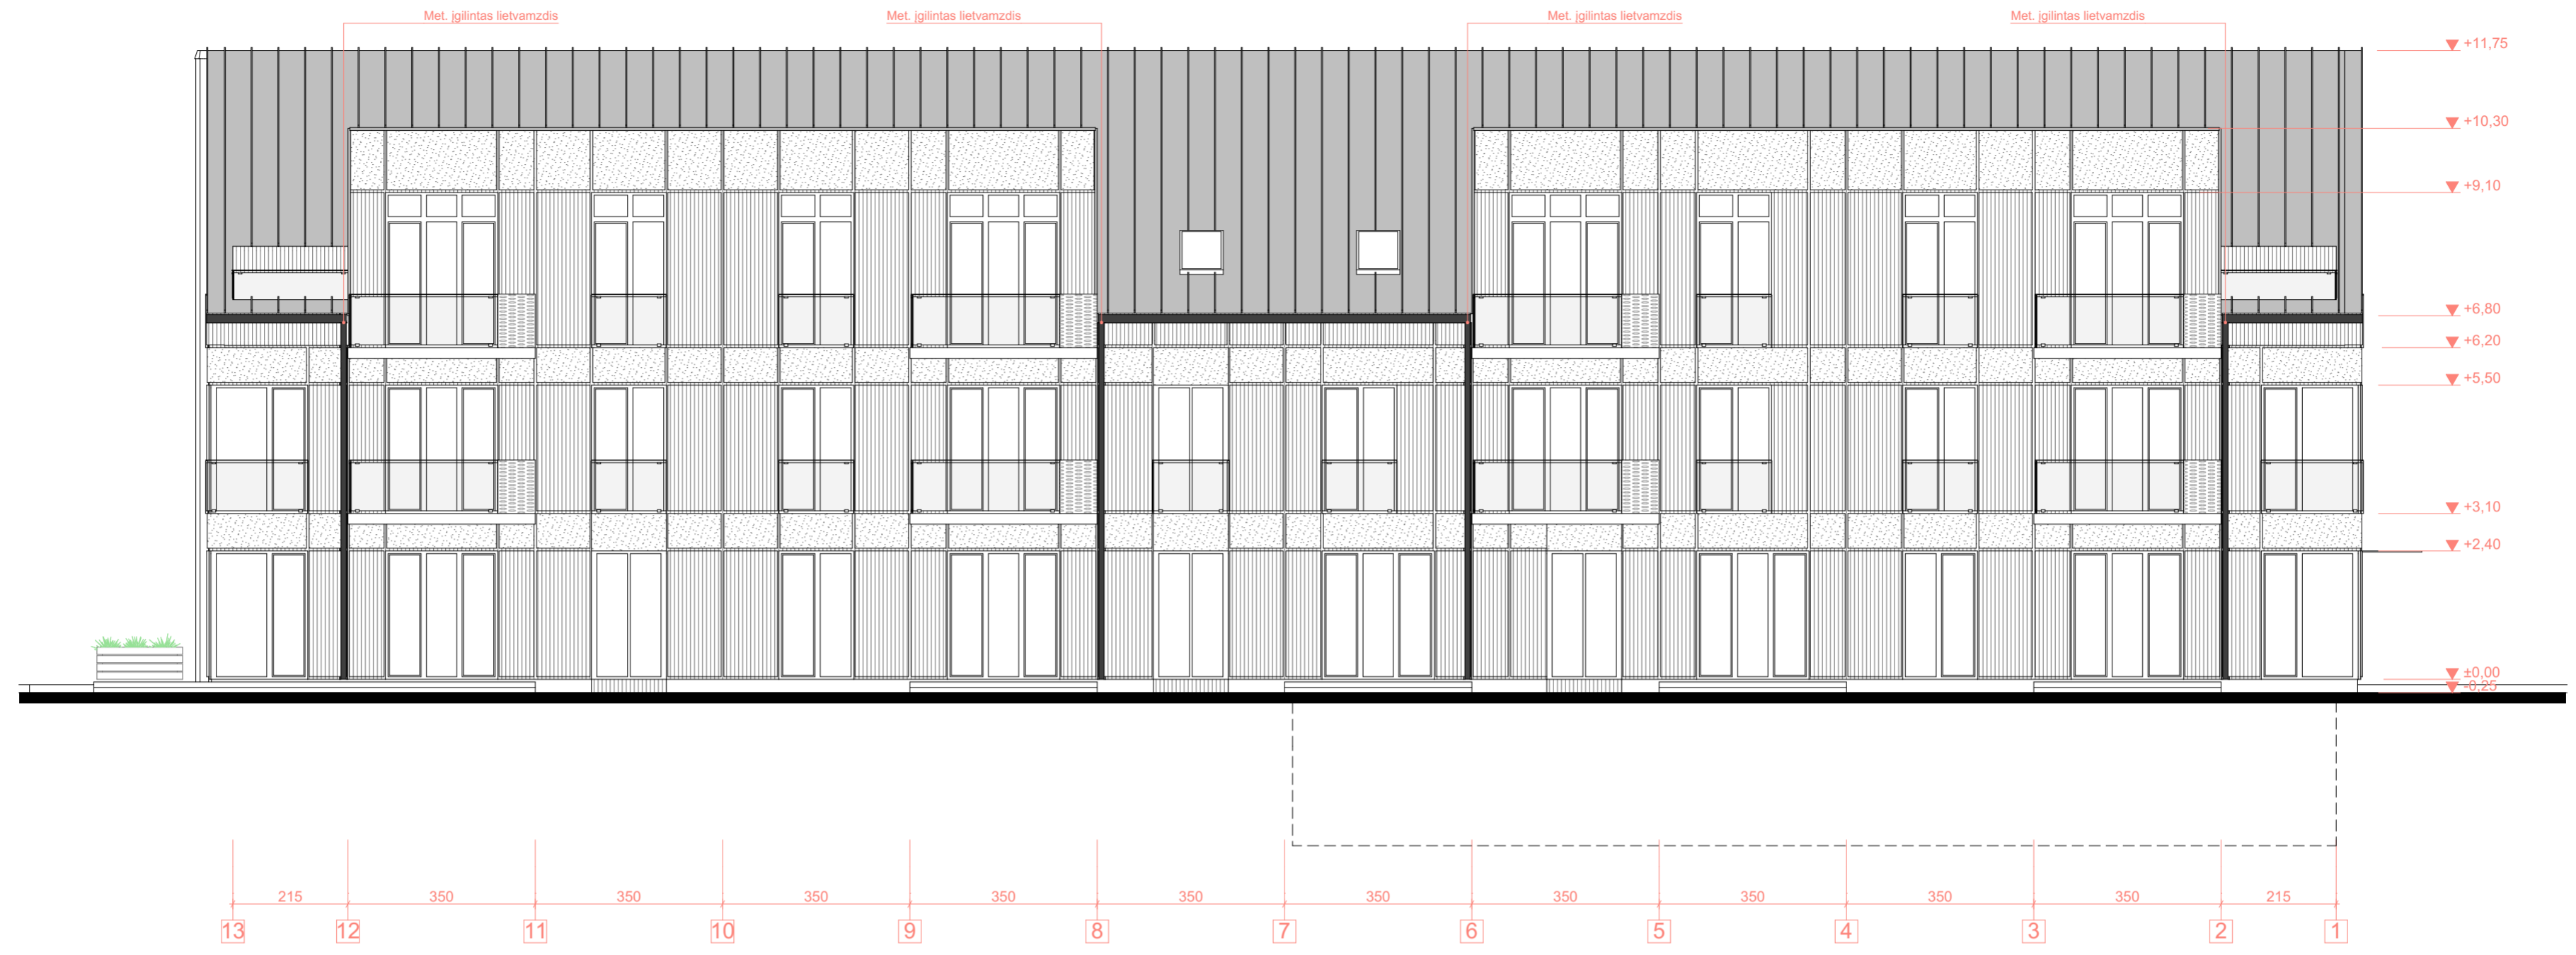 Met. įgilintas lietvamzdis
Met. įgilintas lietvamzdis
Met. įgilintas lietvamzdis
Met. įgilintas lietvamzdis
+11,75
+10,30
+9,10
+6,80
+6,20
+5,50
+3,10
+2,40
±0,00
-0,25
215 350 350 350 350 350 350 350 350 350 350 215
13 12 11 10 9 8 7 6 5 4 3 2 1